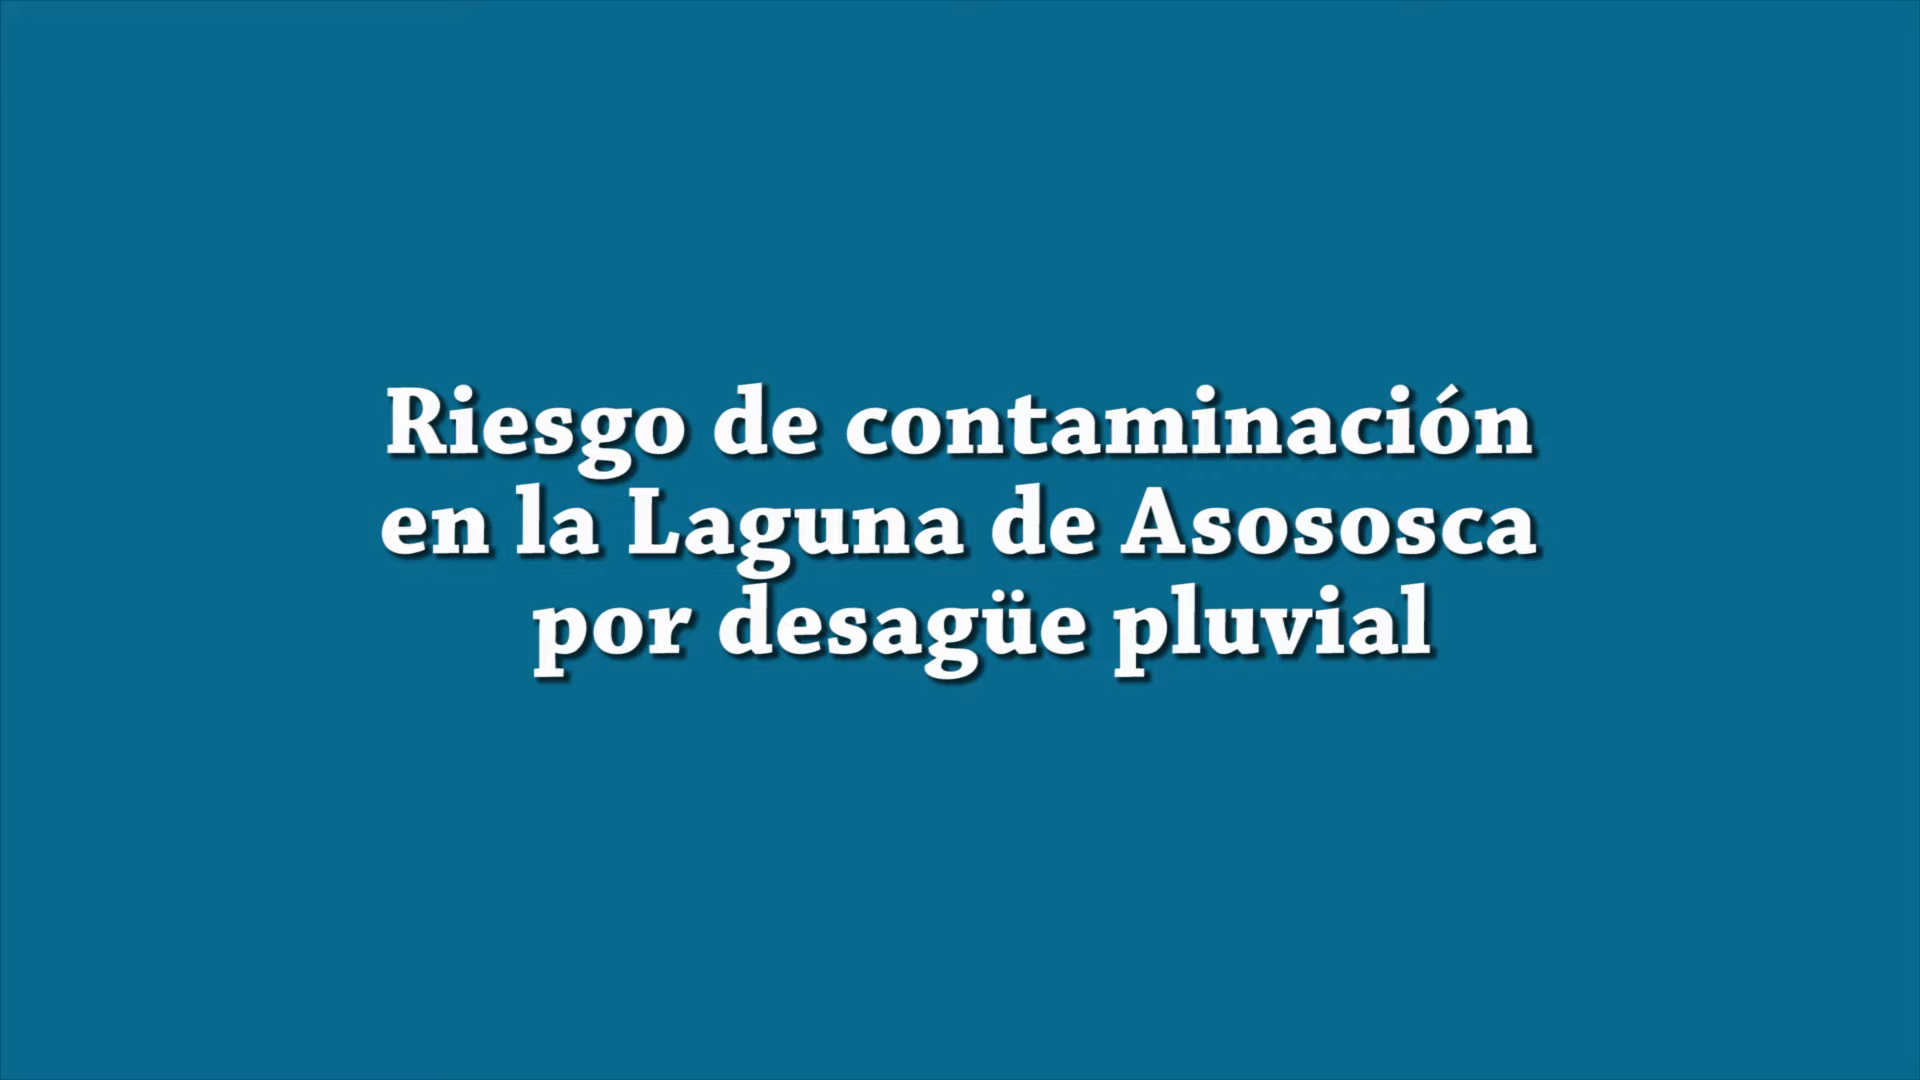 Riesgo de contaminación
en la Laguna de Asososca
por desagüe pluvial